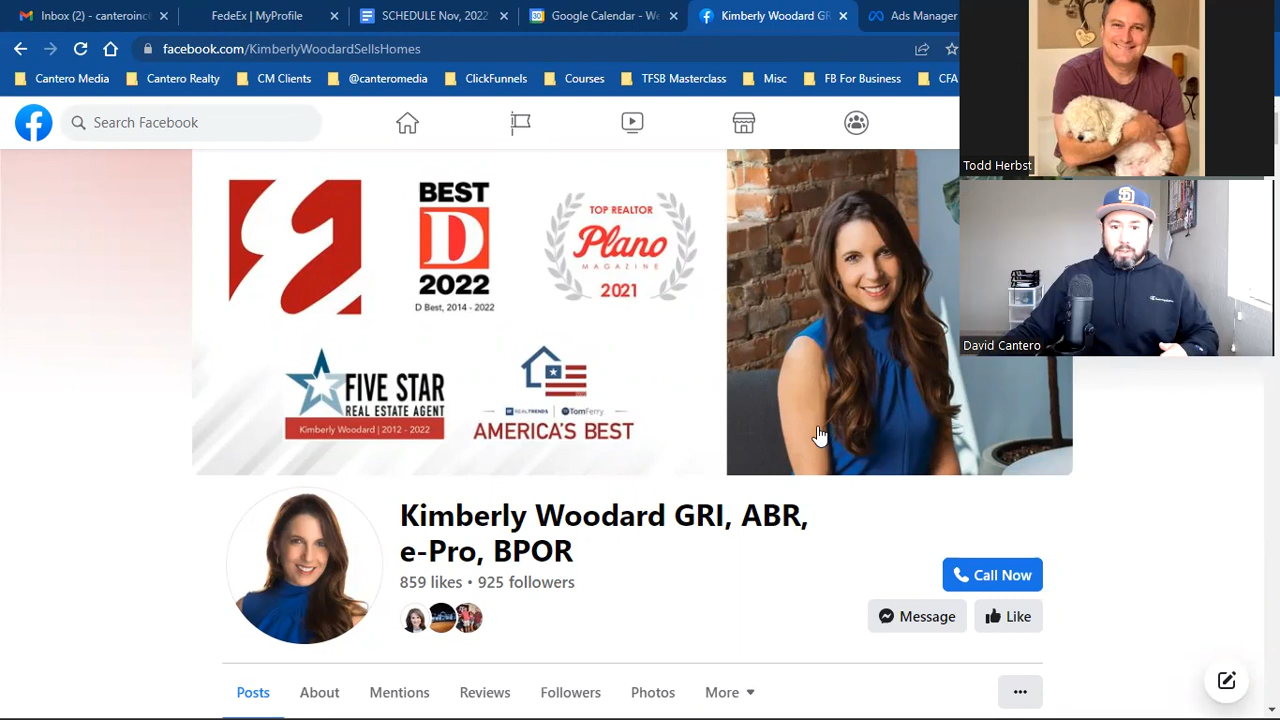 Inbox (2) - canteroinc
FedEx | MyProfile
SCHEDULE Nov, 2022
Google Calendar - We
Kimberly Woodard GR
Ads Manager
facebook.com/KimberlyWoodardSellsHomes
Cantero Media
Cantero Realty
CM Clients
@canteromedia
ClickFunnels
Courses
TFSB Masterclass
Misc
FB For Business
CFA
Search Facebook
Todd Herbst
BEST
D
2022
D Best, 2014 - 2022
TOP REALTOR
Plano
MAGAZINE
2021
FIVE STAR
REAL ESTATE AGENT
Kimberly Woodard | 2012 - 2022
REALTRENDS | TomFerry
AMERICA'S BEST
SD
David Cantero
Kimberly Woodard GRI, ABR,
e-Pro, BPOR
859 likes • 925 followers
Call Now
Message
Like
Posts
About
Mentions
Reviews
Followers
Photos
More